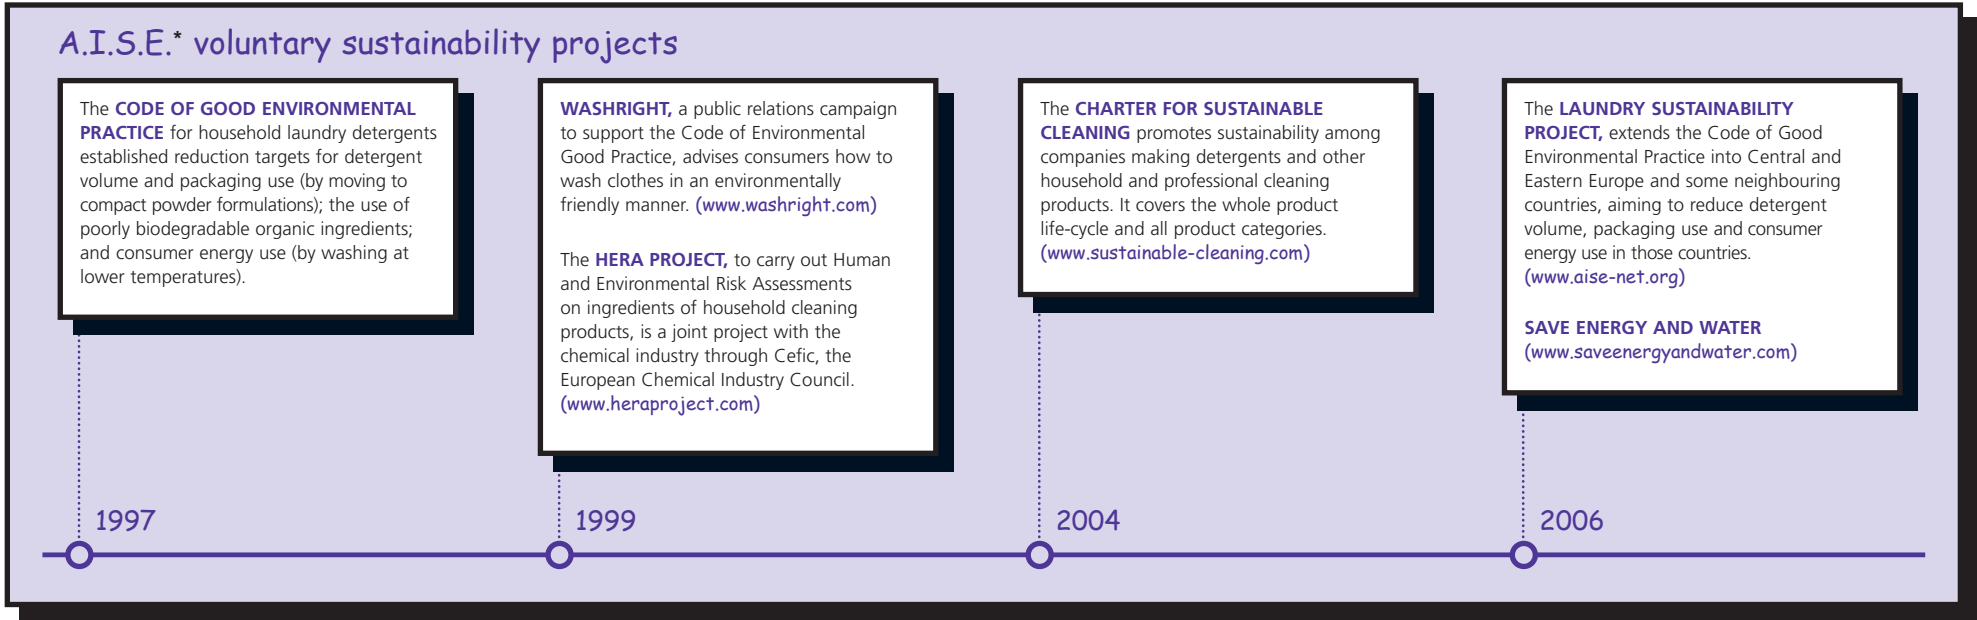 A.I.S.E.* voluntary sustainability projects
The CODE OF GOOD ENVIRONMENTAL
PRACTICE for household laundry detergents
established reduction targets for detergent
volume and packaging use (by moving to
compact powder formulations); the use of
poorly biodegradable organic ingredients;
and consumer energy use (by washing at
lower temperatures).
WASHRIGHT, a public relations campaign
to support the Code of Environmental
Good Practice, advises consumers how to
wash clothes in an environmentally
friendly manner. (www.washright.com)
The HERA PROJECT, to carry out Human
and Environmental Risk Assessments
on ingredients of household cleaning
products, is a joint project with the
chemical industry through Cefic, the
European Chemical Industry Council.
(www.heraproject.com)
The CHARTER FOR SUSTAINABLE
CLEANING promotes sustainability among
companies making detergents and other
household and professional cleaning
products. It covers the whole product
life-cycle and all product categories.
(www.sustainable-cleaning.com)
The LAUNDRY SUSTAINABILITY
PROJECT, extends the Code of Good
Environmental Practice into Central and
Eastern Europe and some neighbouring
countries, aiming to reduce detergent
volume, packaging use and consumer
energy use in those countries.
(www.aise-net.org)
SAVE ENERGY AND WATER
(www.saveenergyandwater.com)
1997
1999
2004
2006